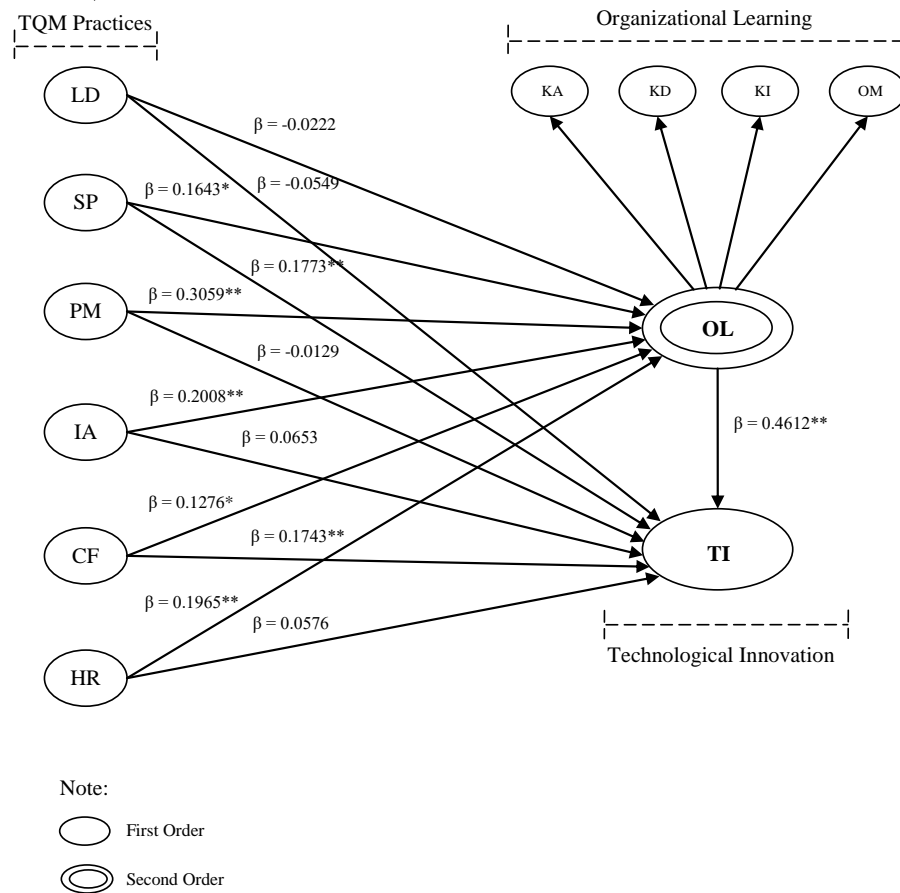 Organizational Learning
TQM Practices
LD
KA
KD
KI
OM
β = -0.0222
β = -0.0549
β = 0.1643*
SP
β = 0.1773**
β = 0.3059**
PM
OL
β = -0.0129
β = 0.2008**
IA
β = 0.0653
β = 0.4612**
β = 0.1276*
β = 0.1743**
CF
TI
β = 0.1965**
β = 0.0576
HR
Technological Innovation
Note:
First Order
Second Order